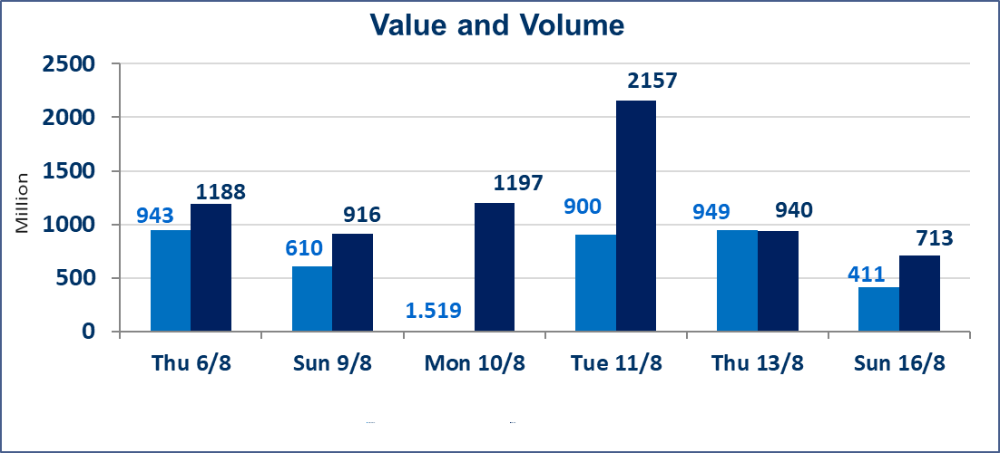 Value and Volume
Million
2500
2000
1500
1000
500
0
943
1188
610
916
1.519
1197
900
2157
949
940
411
713
Thu 6/8
Sun 9/8
Mon 10/8
Tue 11/8
Thu 13/8
Sun 16/8